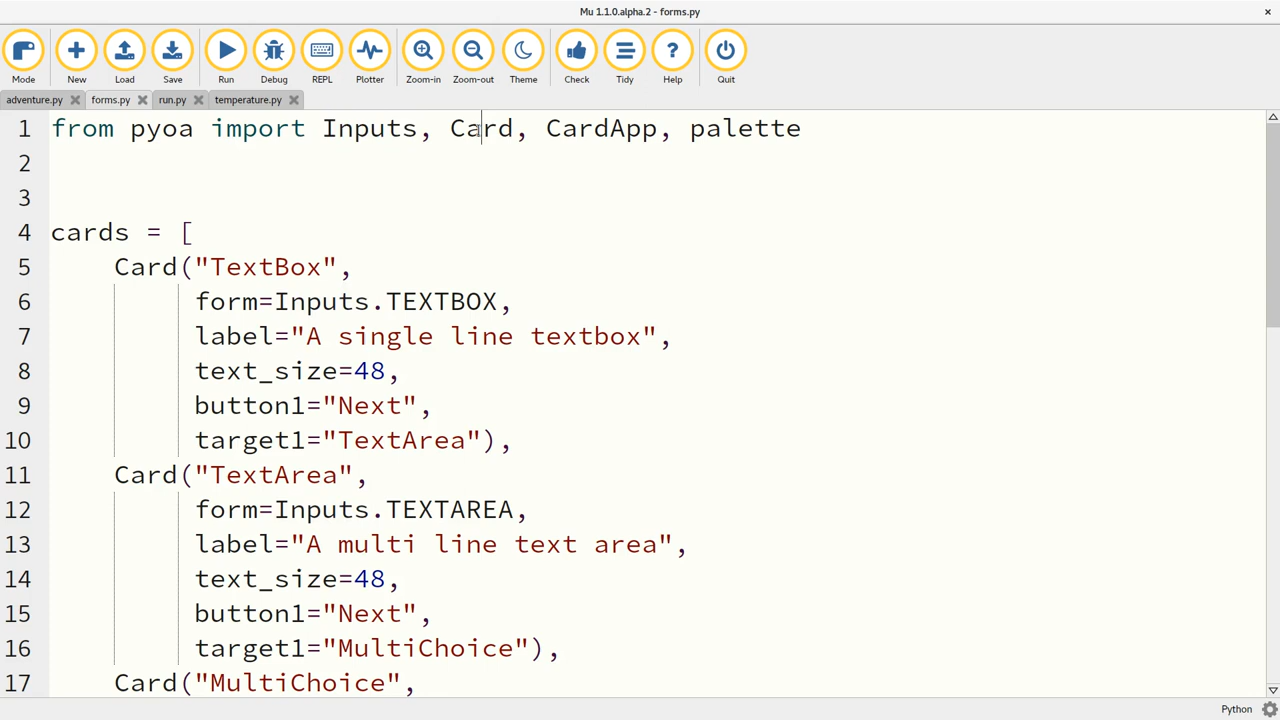 Mu 1.1.0.alpha.2 - forms.py
Mode New Load Save Run Debug REPL Plotter Zoom-in Zoom-out Theme Check Tidy Help Quit
adventure.py forms.py run.py temperature.py
1 from pyoa import Inputs, Card, CardApp, palette
2
3
4 cards = [
5     Card("TextBox",
6          form=Inputs.TEXTBOX,
7          label="A single line textbox",
8          text_size=48,
9          button1="Next",
10          target1="TextArea"),
11     Card("TextArea",
12          form=Inputs.TEXTAREA,
13          label="A multi line text area",
14          text_size=48,
15          button1="Next",
16          target1="MultiChoice"),
17     Card("MultiChoice",
Python